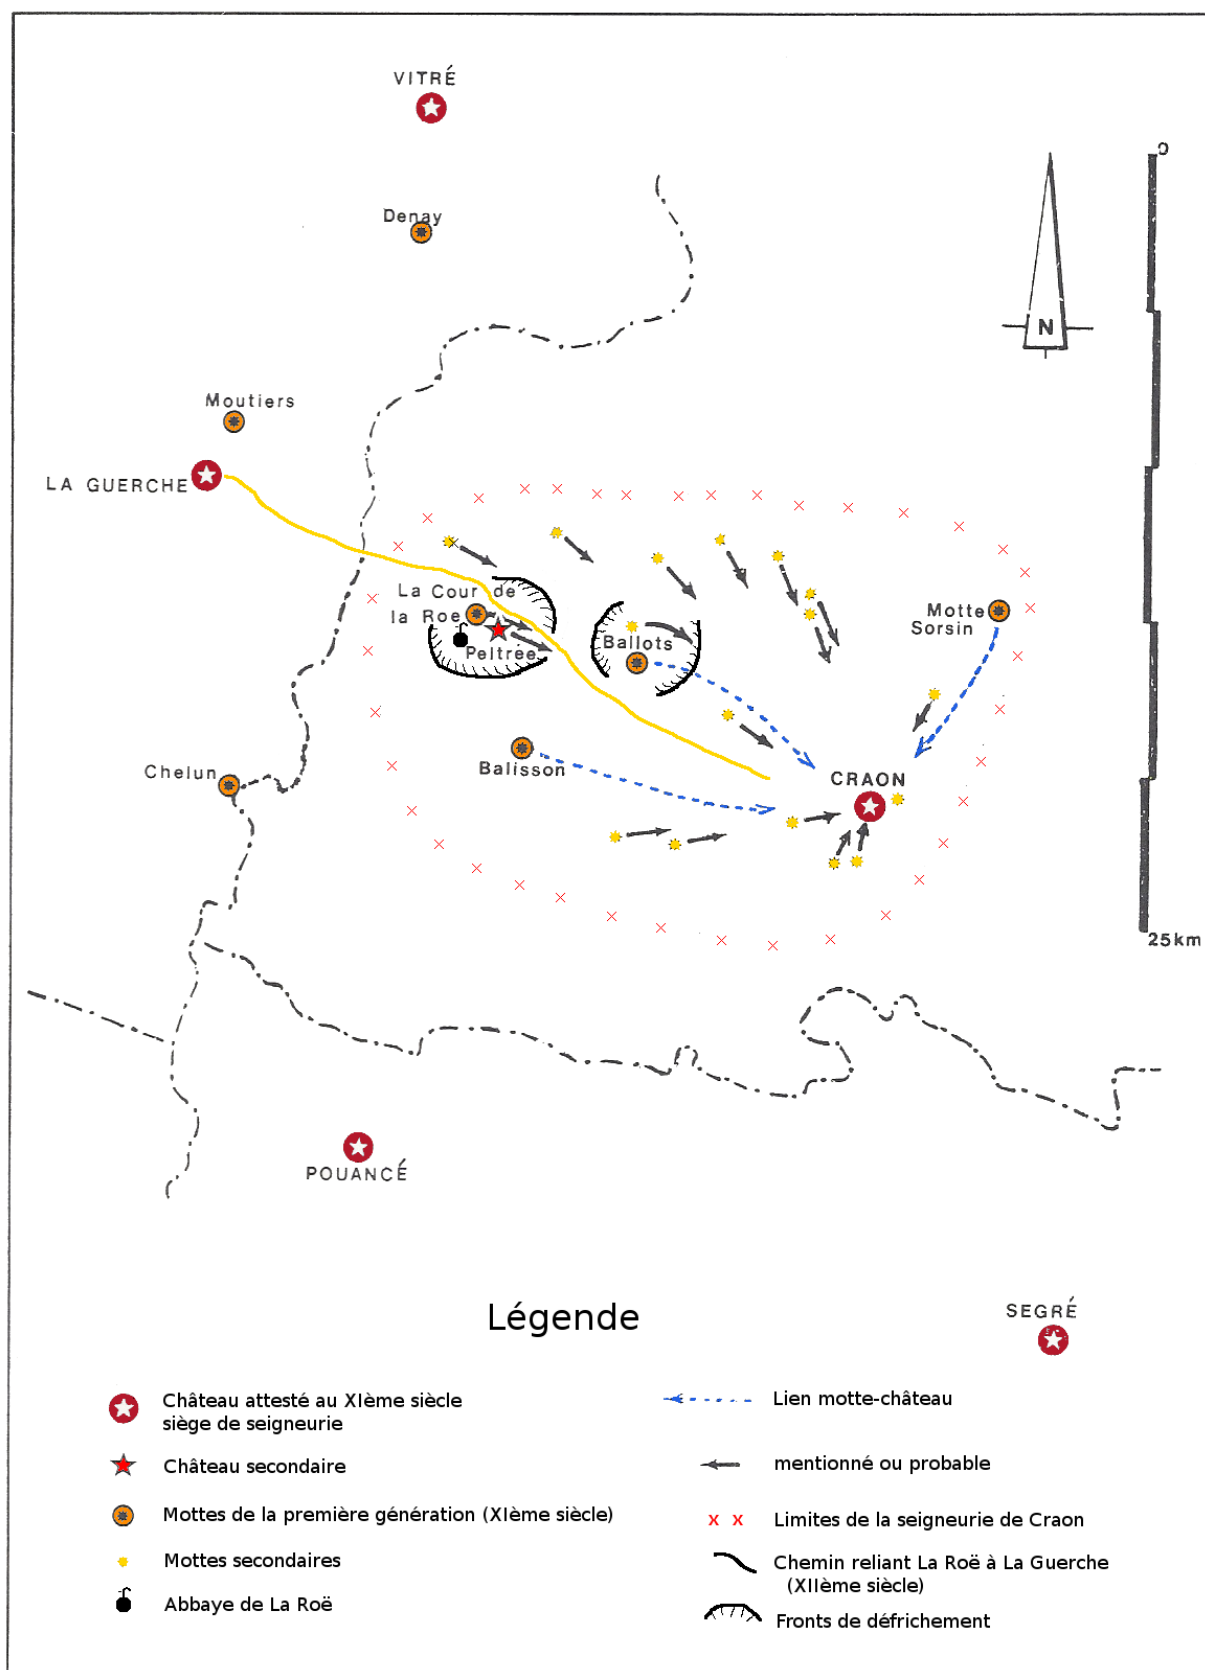 VITRÉ
Denay
0
N
Moutiers
LA GUERCHE
La Cour de
la Roe
Peltrée
Ballots
Motte
Sorsin
Balisson
Chelun
CRAON
25km
POUANCÉ
SEGRÉ
Légende
Château attesté au XIème siècle
siège de seigneurie
Château secondaire
Mottes de la première génération (XIème siècle)
Mottes secondaires
Abbaye de La Roë
Lien motte-château
mentionné ou probable
Limites de la seigneurie de Craon
Chemin reliant La Roë à La Guerche
(XIIème siècle)
Fronts de défrichement